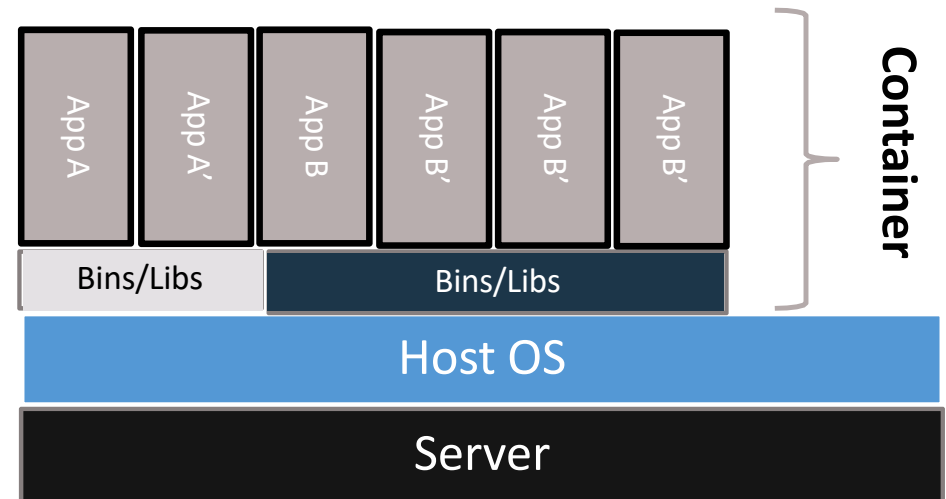 App A
App A’
App B
App B’
App B’
App B’
Container
Bins/Libs
Bins/Libs
Host OS
Server